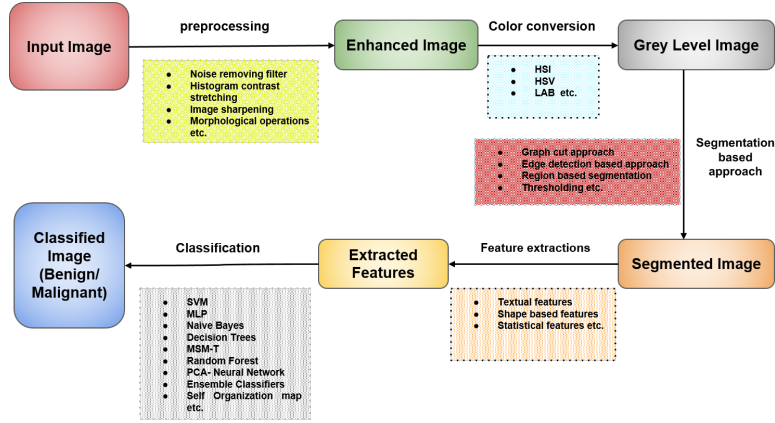 Input Image
preprocessing
Enhanced Image
Color conversion
Grey Level Image
Noise removing filter
Histogram contrast
stretching
Image sharpening
Morphological operations
etc.
HSI
HSV
LAB etc.
Segmentation
based
approach
Graph cut approach
Edge detection based approach
Region based segmentation
Thresholding etc.
Segmented Image
Feature extractions
Textual features
Shape based features
Statistical features etc.
Extracted
Features
Classification
SVM
MLP
Naive Bayes
Decision Trees
MSM-T
Random Forest
PCA- Neural Network
Ensemble Classifiers
Self Organization map
etc.
Classified
Image
(Benign/
Malignant)